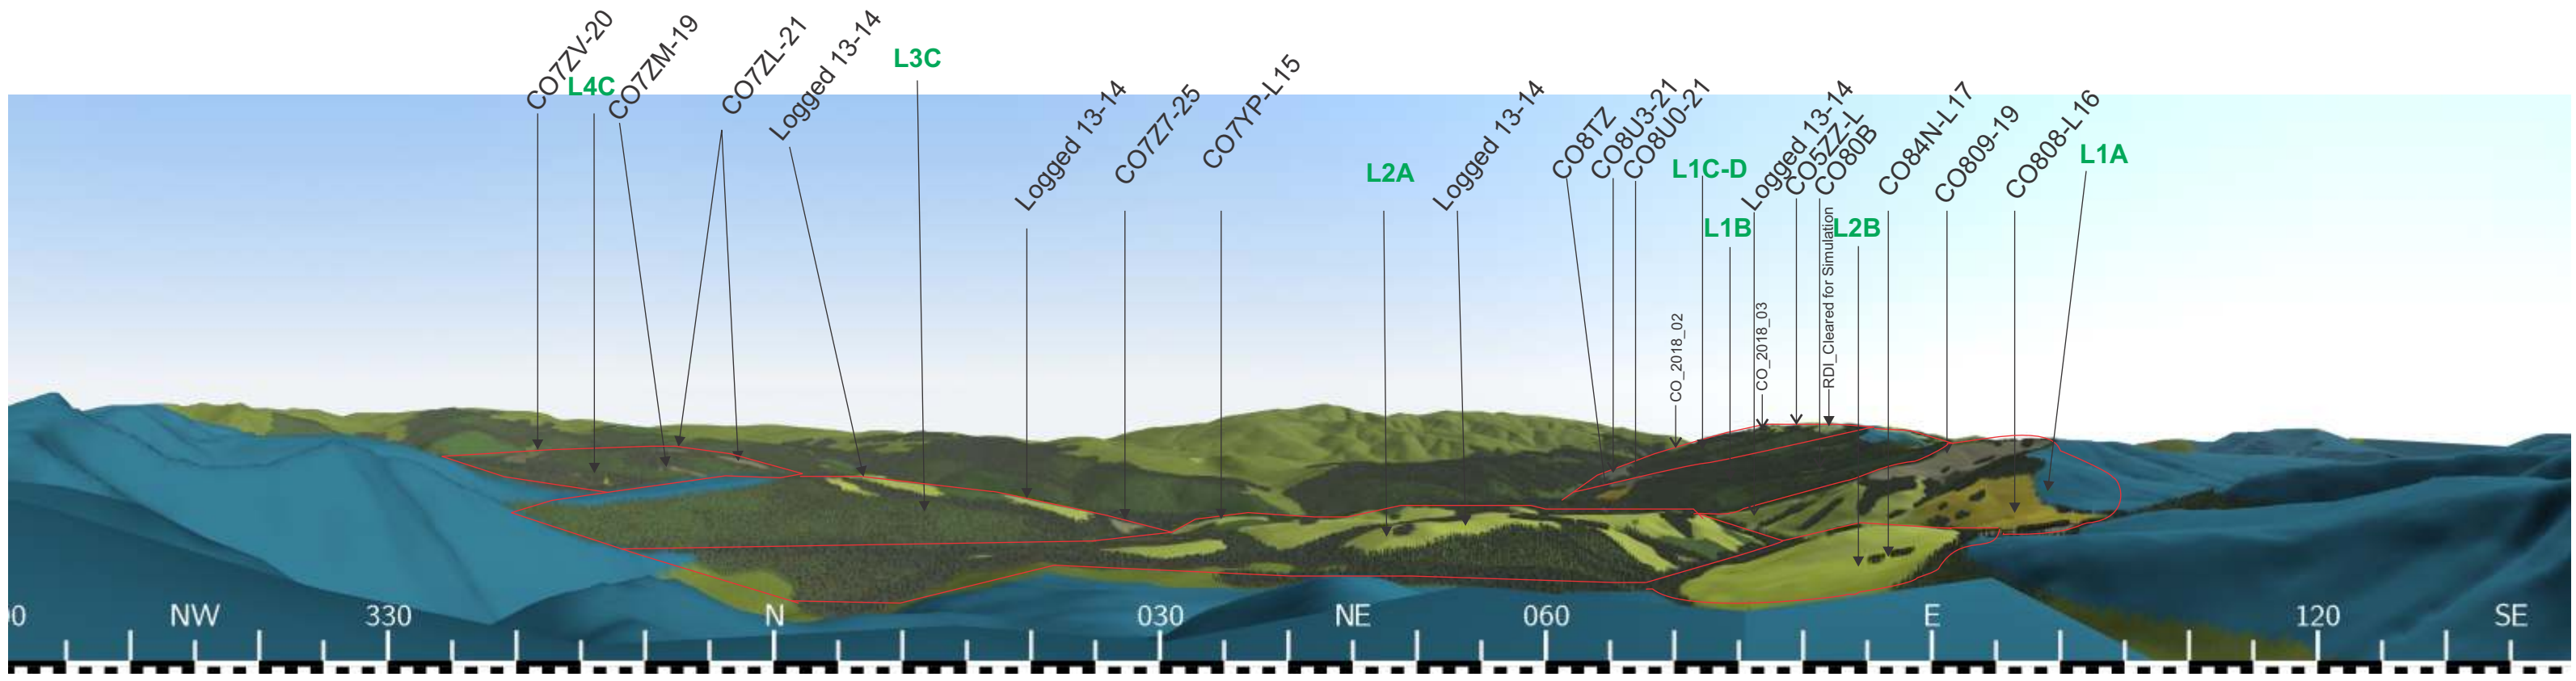 CO7ZV-20
L4C
CO7ZM-19
CO7ZL-21
Logged 13-14
L3C
Logged 13-14
CO7Z7-25
CO7YP-L15
L2A
Logged 13-14
CO8TZ
CO8U3-21
CO8U0-21
L1C-D
L1B
Logged 13-14
CO5ZZ-L
CO80B
L2B
CO84N-L17
CO809-19
CO808-L16
L1A
CO_2018_02
CO_2018_03
RDI_Cleared for Simulation
00 NW 330 N 030 NE 060 E 120 SE